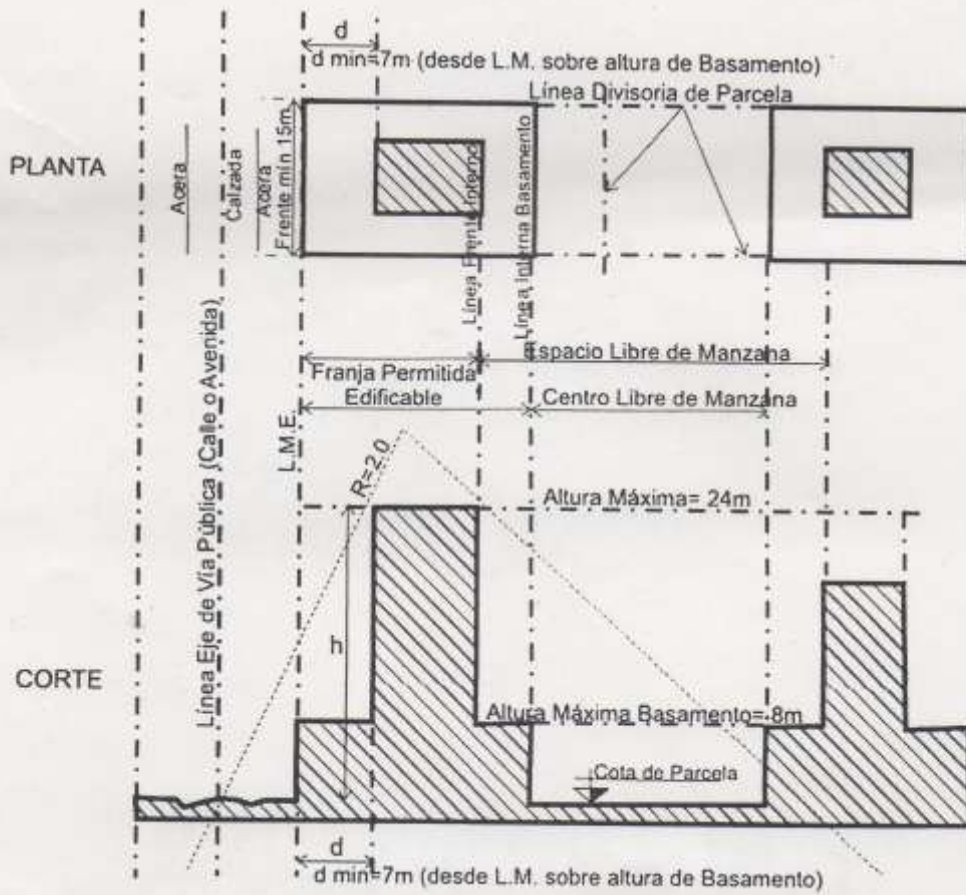 d
d min=7m (desde L.M. sobre altura de Basamento)
Línea Divisoria de Parcela
PLANTA
Acera
Calzada
Acera
Frente mín 15m
Línea Frente Interno
Línea Interna Basamento
Espacio Libre de Manzana
Franja Permitida
Edificable
Centro Libre de Manzana
L.M.E.
R=2.0
Línea Eje de Vía Pública (Calle o Avenida)
Altura Máxima= 24m
h
CORTE
Altura Máxima Basamento= 8m
Cota de Parcela
d
d min=7m (desde L.M. sobre altura de Basamento)